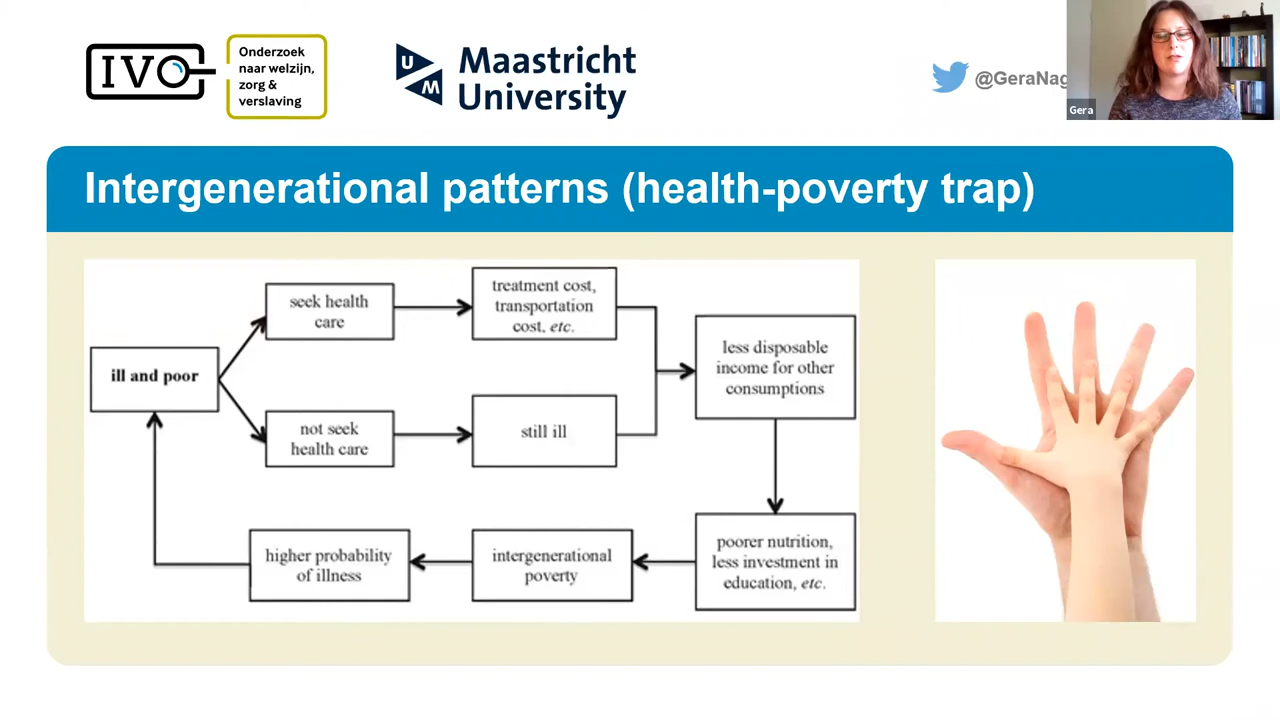 IVO
Onderzoek
naar welzijn,
zorg &
verslaving
UM
Maastricht
University
@GeraNag
Gera
Intergenerational patterns (health-poverty trap)
ill and poor
seek health
care
treatment cost,
transportation
cost, etc.
not seek
health care
still ill
less disposable
income for other
consumptions
poorer nutrition,
less investment in
education, etc.
intergenerational
poverty
higher probability
of illness